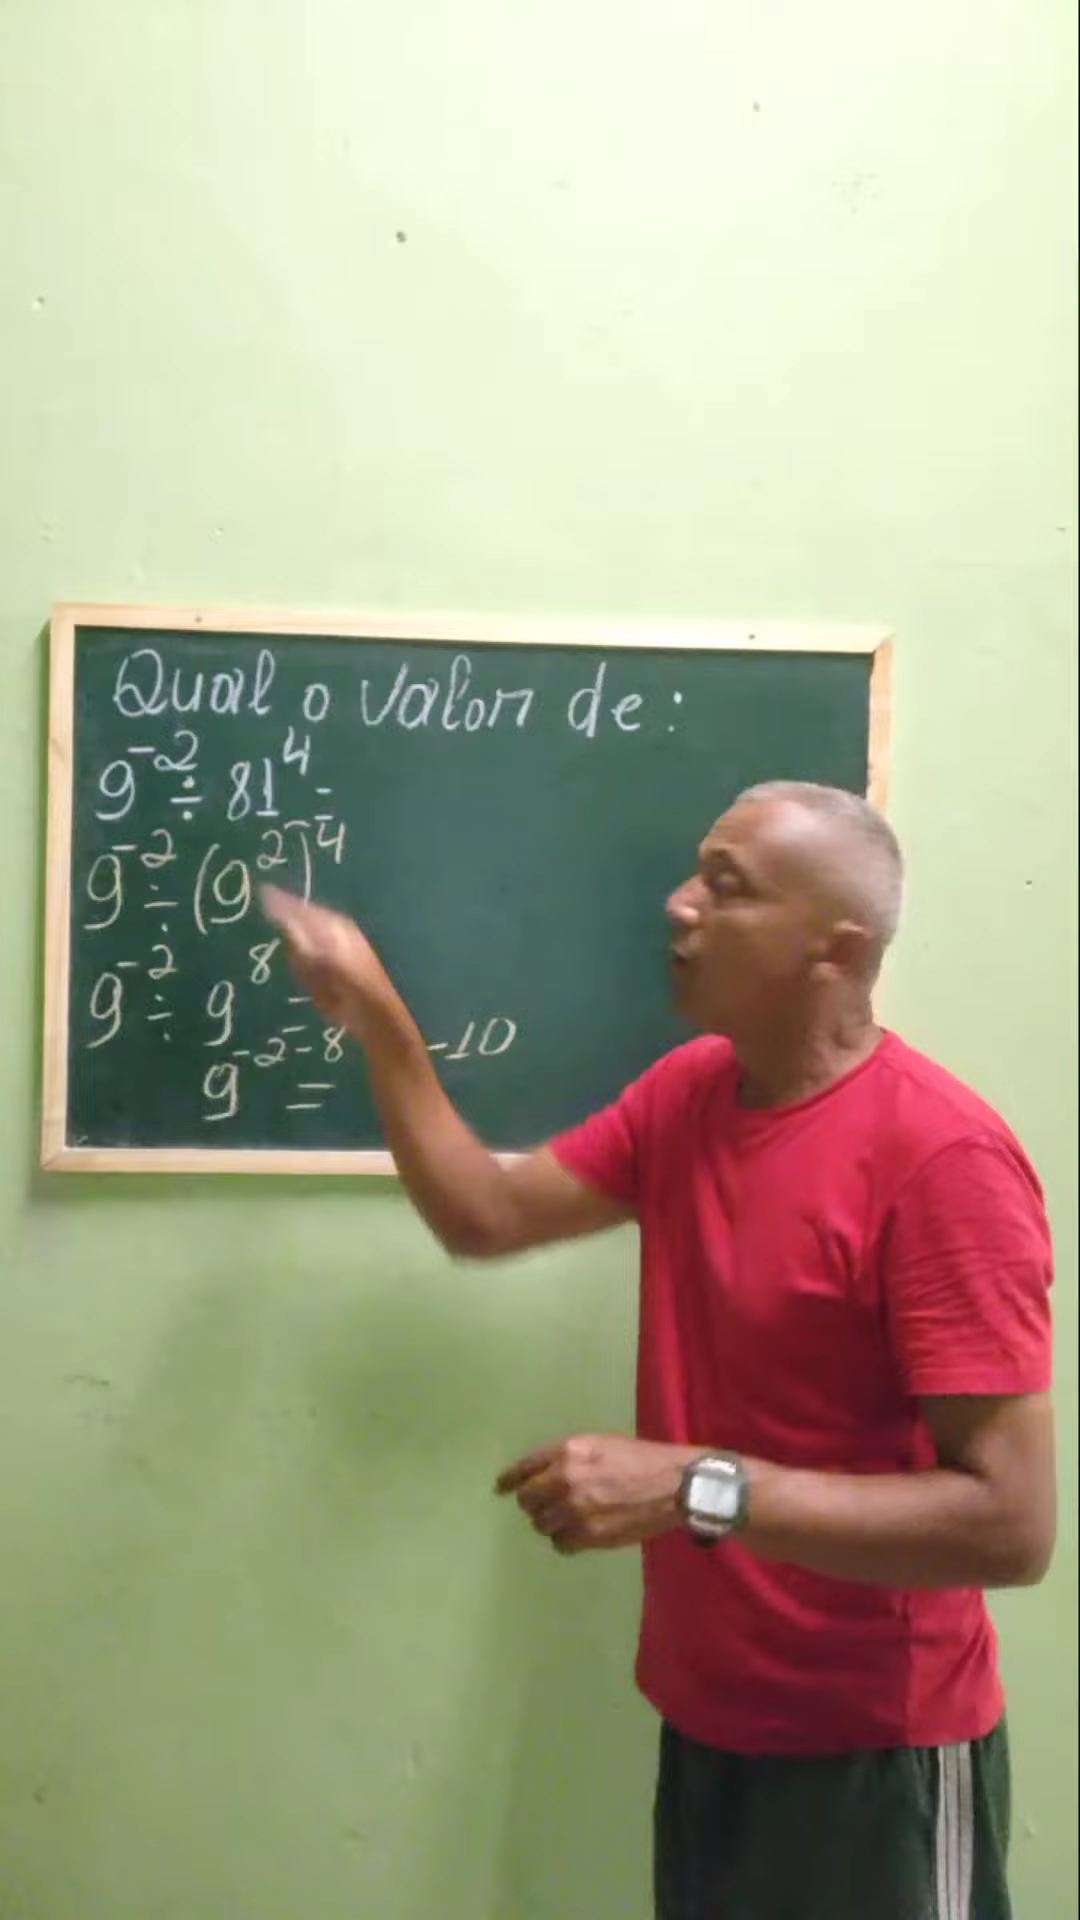 Qual o valor de:
9⁻² ÷ 81⁴ =
9⁻² ÷ (9²)⁴
9⁻² ÷ 9⁸ =
9⁻²⁻⁸ = ⁻¹⁰